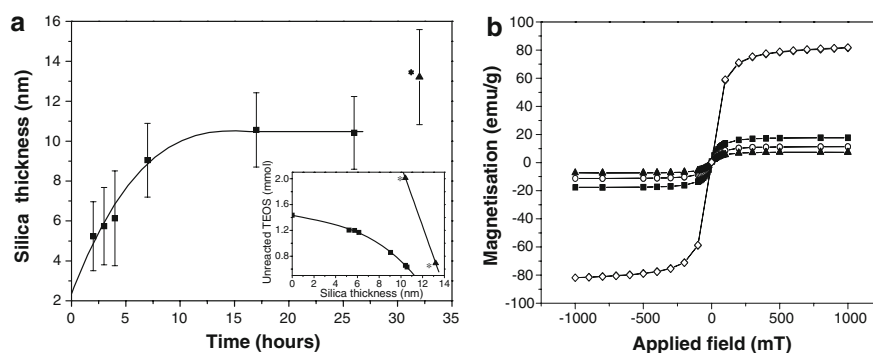 a
16
14
12
10
8
6
4
2
Silica thickness (nm)
*
0 5 10 15 20 25 30 35
Time (hours)
2.0
1.6
1.2
0.8
Unreacted TEOS (mmol)
*
*
0 2 4 6 8 10 12 14
Silica thickness (nm)
b
100
80
60
40
20
0
-20
-40
-60
-80
-100
Magnetisation (emu/g)
-1000 -500 0 500 1000
Applied field (mT)